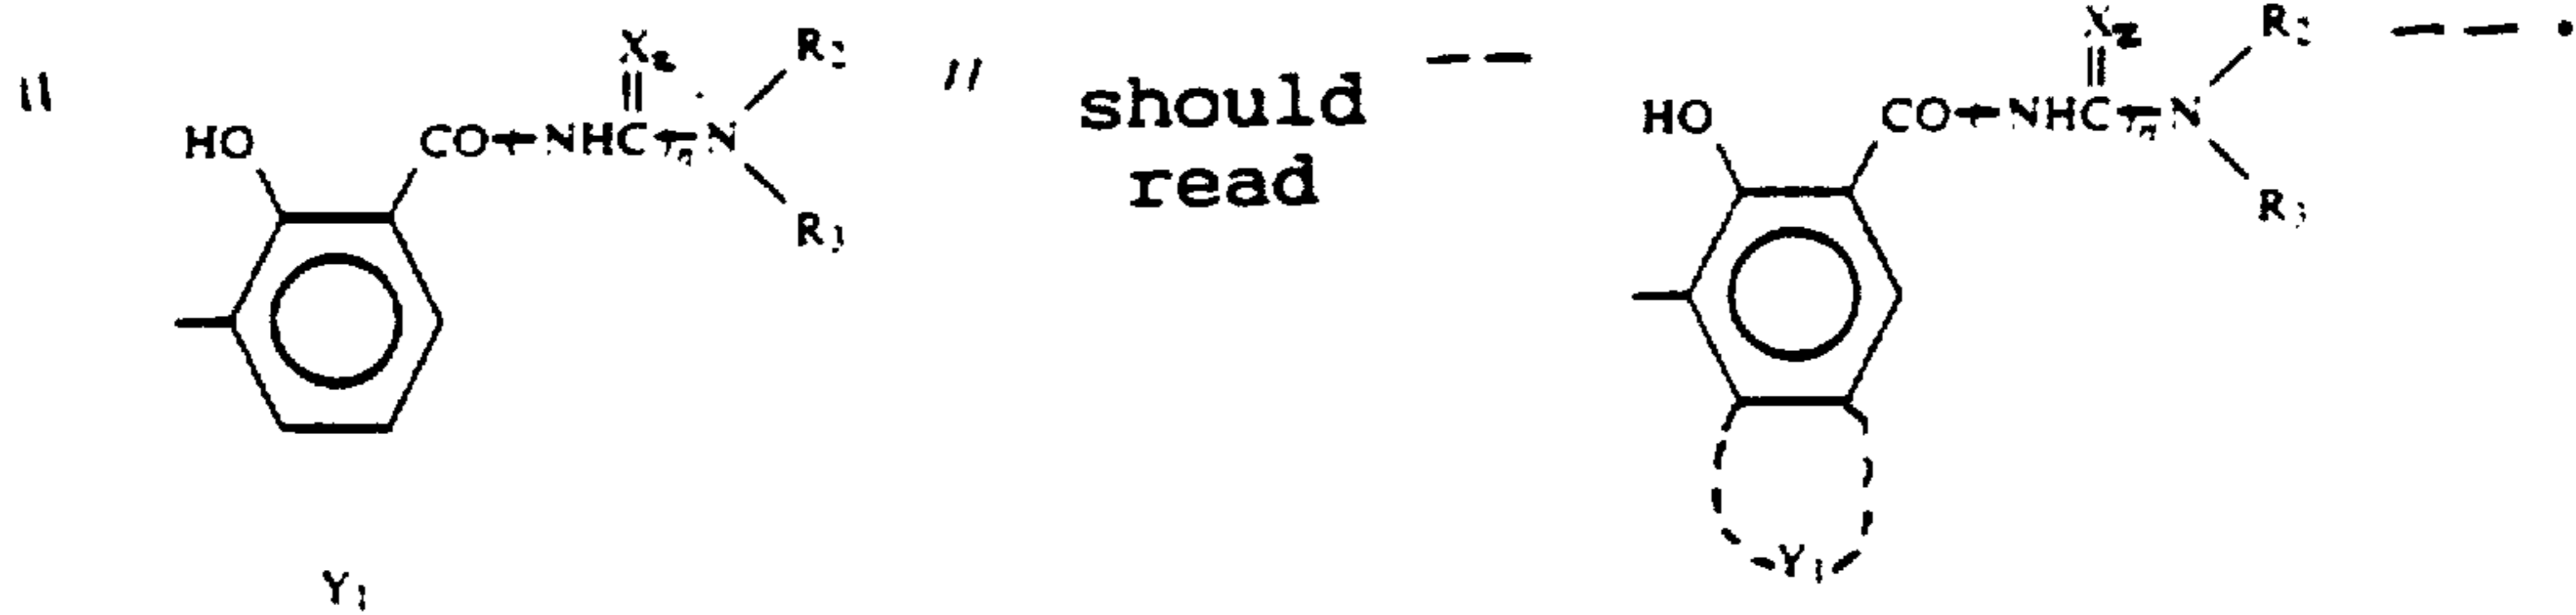 " HO CO-(-NHC-)-N X₂ R₂ R₃ Y₁ "
should
read
-- HO CO-(-NHC-)-N X₂ R₂ R₃ Y₁ --.